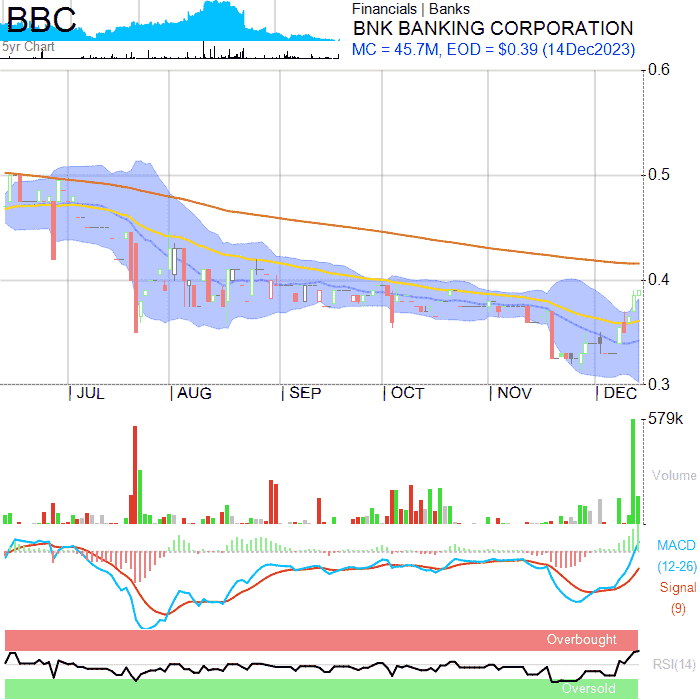 BBC
5yr Chart
Financials | Banks
BNK BANKING CORPORATION
MC = 45.7M, EOD = $0.39 (14Dec2023)
0.6
0.5
0.4
0.3
JUL AUG SEP OCT NOV DEC
579k
Volume
MACD
(12-26)
Signal
(9)
Overbought
RSI(14)
Oversold